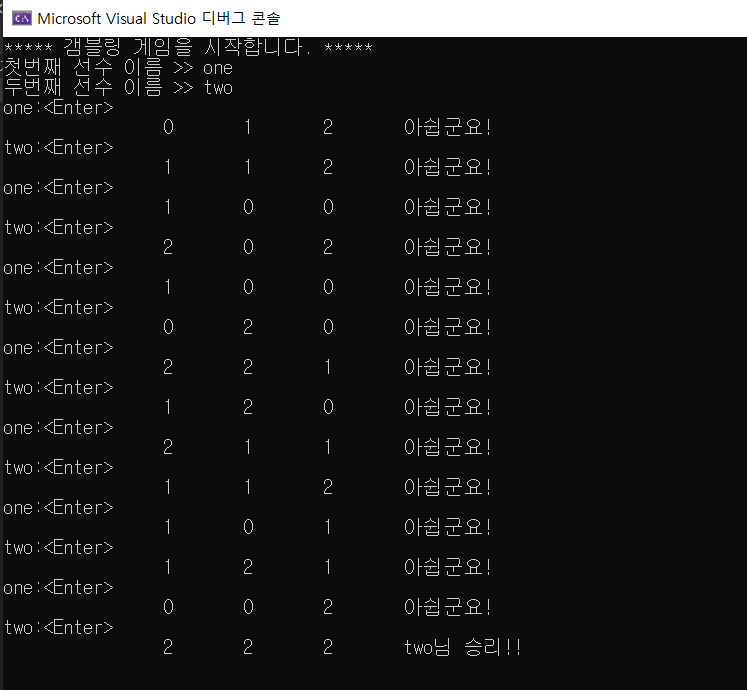 Microsoft Visual Studio 디버그 콘솔
***** 갬블링 게임을 시작합니다. *****
첫번째 선수 이름 >> one
두번째 선수 이름 >> two
one:<Enter>
0 1 2 아쉽군요!
two:<Enter>
1 1 2 아쉽군요!
one:<Enter>
1 0 0 아쉽군요!
two:<Enter>
2 0 2 아쉽군요!
one:<Enter>
1 0 0 아쉽군요!
two:<Enter>
0 2 0 아쉽군요!
one:<Enter>
2 2 1 아쉽군요!
two:<Enter>
1 2 0 아쉽군요!
one:<Enter>
2 1 1 아쉽군요!
two:<Enter>
1 1 2 아쉽군요!
one:<Enter>
1 0 1 아쉽군요!
two:<Enter>
1 2 1 아쉽군요!
one:<Enter>
0 0 2 아쉽군요!
two:<Enter>
2 2 2 two님 승리!!